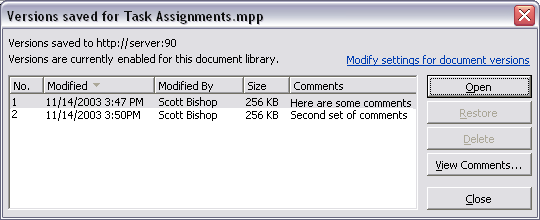 Versions saved for Task Assignments.mpp
Versions saved to http://server:90
Versions are currently enabled for this document library.
Modify settings for document versions
No. Modified Modified By Size Comments
1 11/14/2003 3:47 PM Scott Bishop 256 KB Here are some comments
2 11/14/2003 3:50PM Scott Bishop 256 KB Second set of comments
Open
Restore
Delete
View Comments...
Close